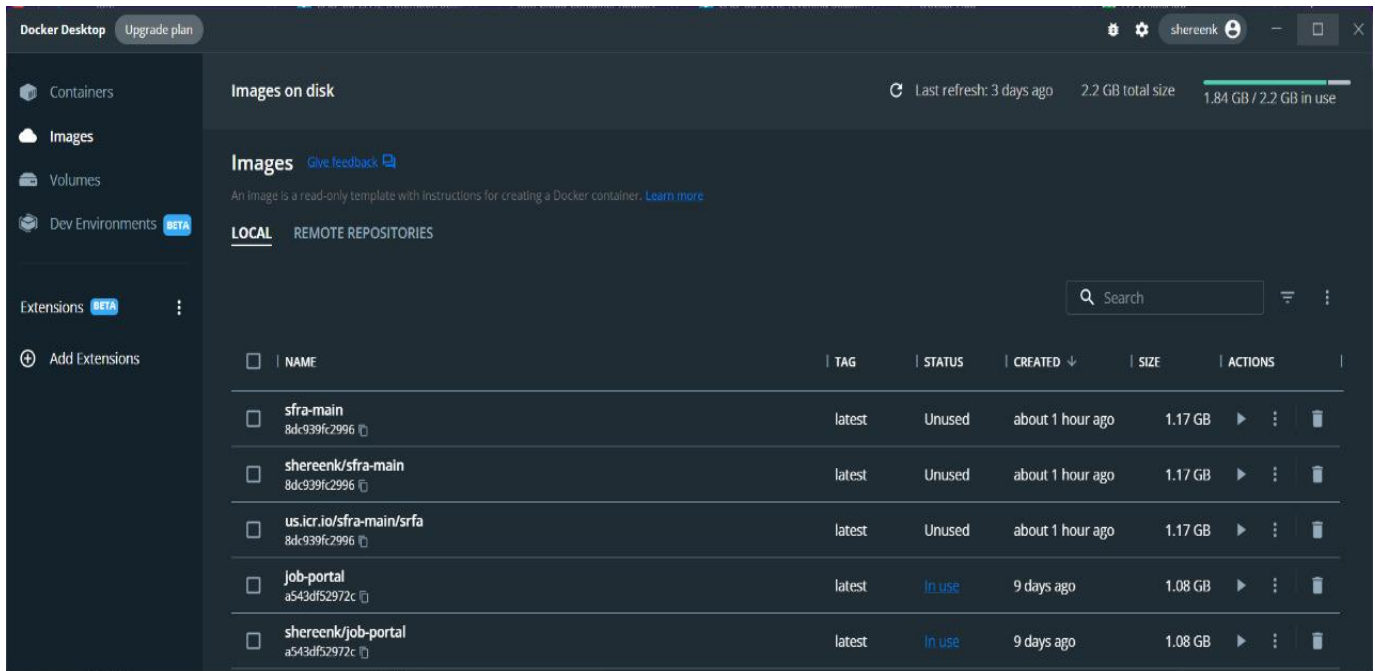 Docker Desktop Upgrade plan shereenk
Containers
Images
Volumes
Dev Environments BETA
Extensions BETA
Add Extensions
Images on disk Last refresh: 3 days ago 2.2 GB total size 1.84 GB / 2.2 GB in use
Images Give feedback
An image is a read-only template with instructions for creating a Docker container. Learn more
LOCAL REMOTE REPOSITORIES
Search
NAME TAG STATUS CREATED SIZE ACTIONS
sfra-main latest Unused about 1 hour ago 1.17 GB
8dc939fc2996
shereenk/sfra-main latest Unused about 1 hour ago 1.17 GB
8dc939fc2996
us.icr.io/sfra-main/srfa latest Unused about 1 hour ago 1.17 GB
8dc939fc2996
job-portal latest In use 9 days ago 1.08 GB
a543df52972c
shereenk/job-portal latest In use 9 days ago 1.08 GB
a543df52972c